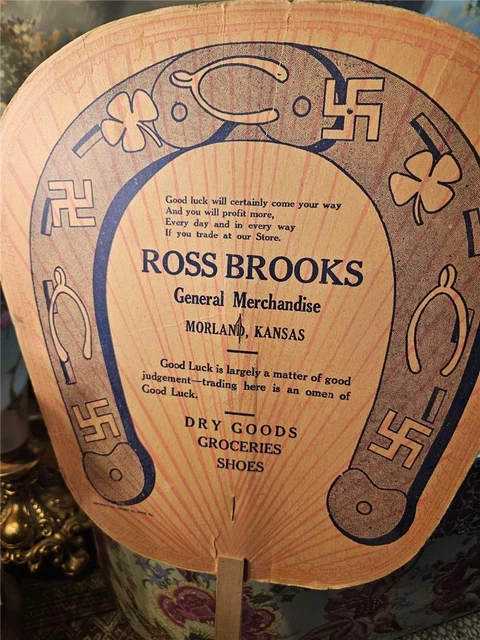 Good luck will certainly come your way
And you will profit more,
Every day and in every way
If you trade at our Store.
ROSS BROOKS
General Merchandise
MORLAND, KANSAS
Good Luck is largely a matter of good
judgement—trading here is an omen of
Good Luck.
DRY GOODS
GROCERIES
SHOES